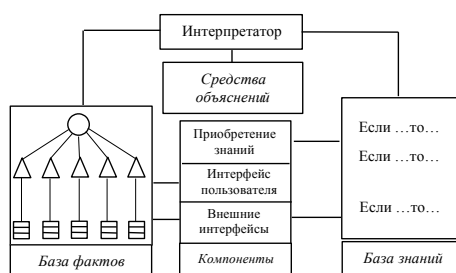 Интерпретатор
Средства
объяснений
Приобретение
знаний
Интерфейс
пользователя
Внешние
интерфейсы
Компоненты
База фактов
Если …то…
Если …то…
Если …то…
База знаний